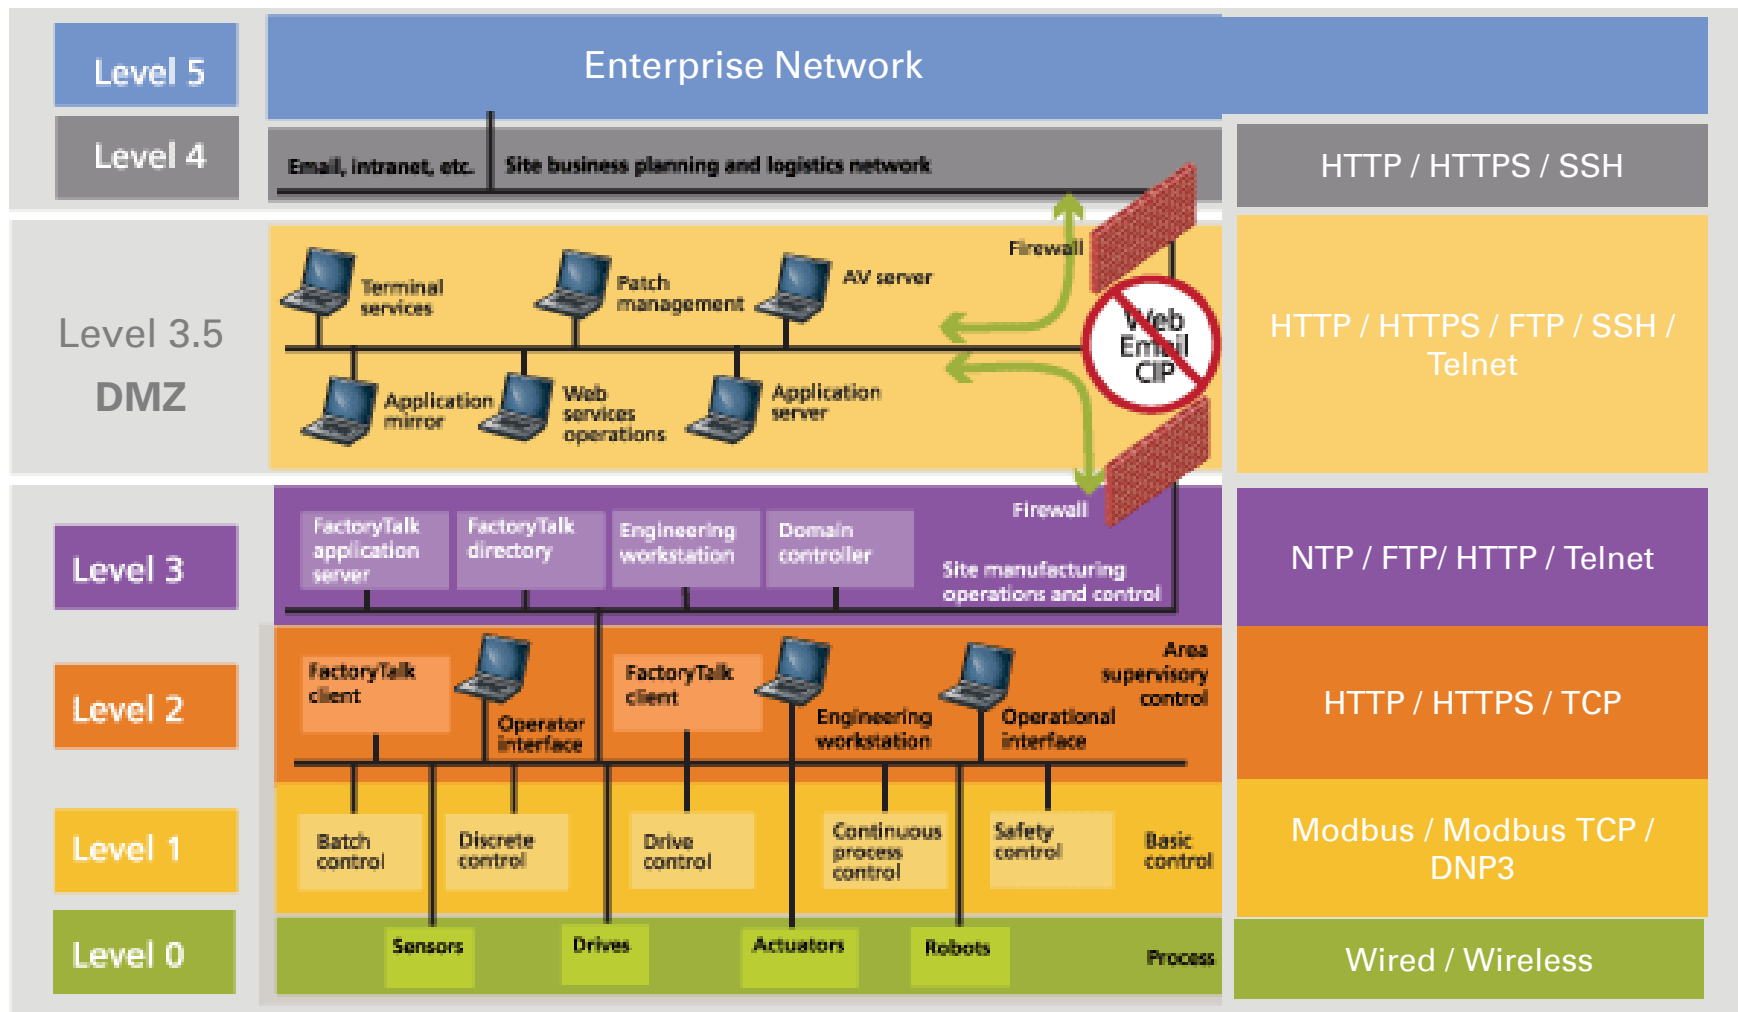 Level 5
Enterprise Network
Level 4
Email, intranet, etc.
Site business planning and logistics network
HTTP / HTTPS / SSH
Level 3.5
DMZ
Terminal
services
Patch
management
AV server
Firewall
Web
Email
CIP
Application
mirror
Web
services
operations
Application
server
HTTP / HTTPS / FTP / SSH /
Telnet
Level 3
FactoryTalk
application
server
FactoryTalk
directory
Engineering
workstation
Domain
controller
Firewall
Site manufacturing
operations and control
NTP / FTP/ HTTP / Telnet
Level 2
FactoryTalk
client
Operator
interface
FactoryTalk
client
Engineering
workstation
Operational
interface
Area
supervisory
control
HTTP / HTTPS / TCP
Level 1
Batch
control
Discrete
control
Drive
control
Continuous
process
control
Safety
control
Basic
control
Modbus / Modbus TCP /
DNP3
Level 0
Sensors
Drives
Actuators
Robots
Process
Wired / Wireless